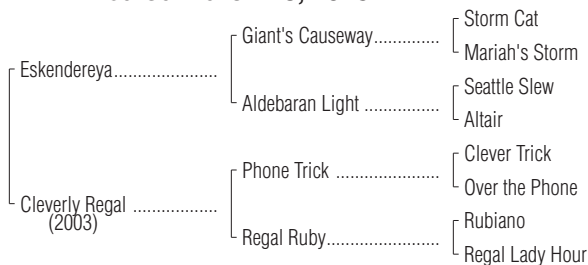 Storm Cat
Giant's Causeway..............
Mariah's Storm
Eskendereya......................
Seattle Slew
Aldebaran Light ................
Altair
Clever Trick
Phone Trick ......................
Over the Phone
Cleverly Regal ..................
(2003)
Rubiano
Regal Ruby........................
Regal Lady Hour